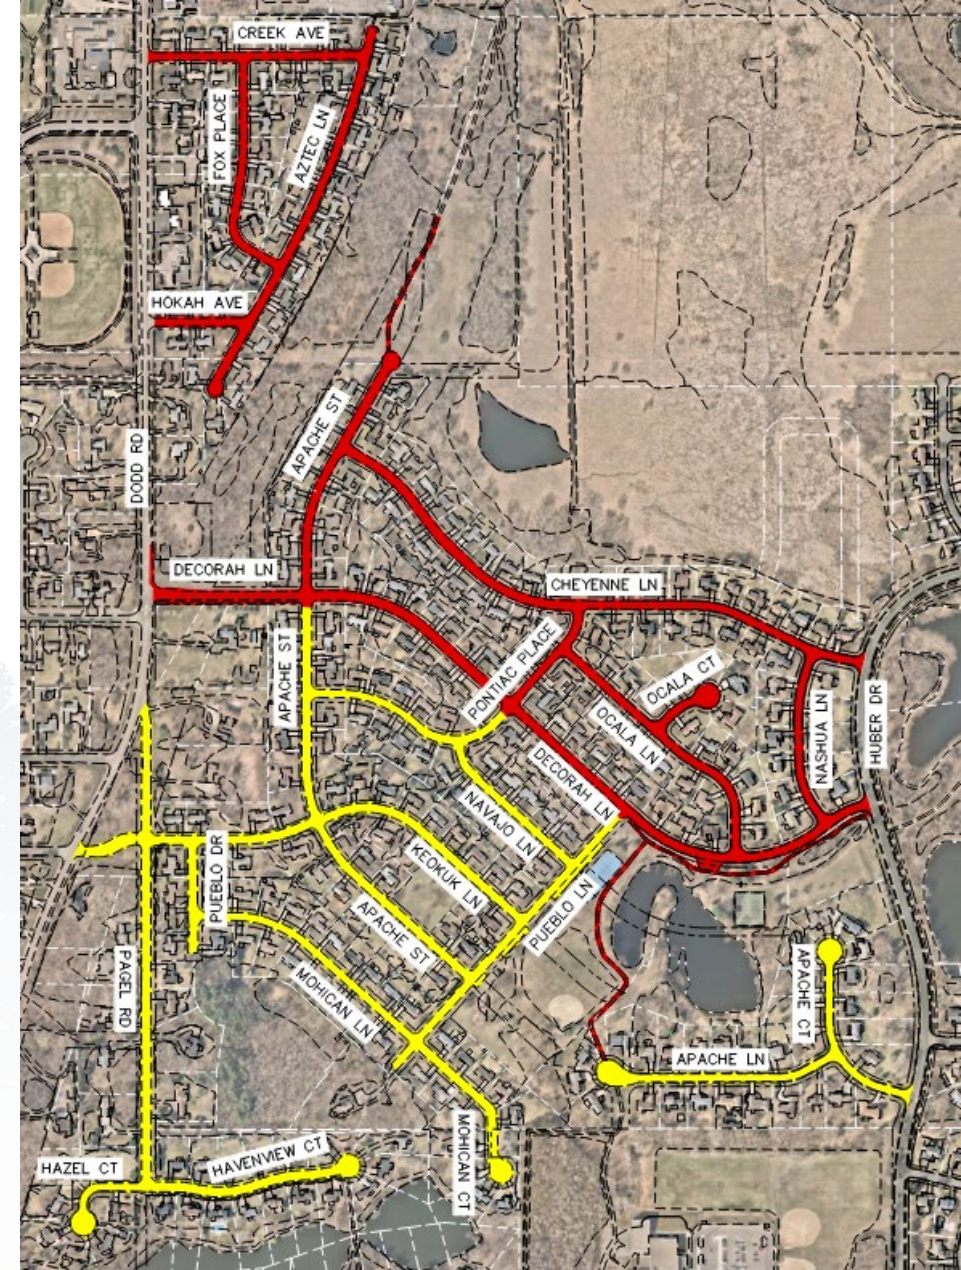 CREEK AVE
FOX PLACE
AZTEC LN
HOKAH AVE
APACHE ST
DODD RD
DECORAH LN
CHEYENNE LN
APACHE ST
PONTIAC PLACE
OCALA CT
OCALA LN
NASHUA LN
HUBER DR
DECORAH LN
NAVAJO LN
KEOKUK LN
PUEBLO DR
PUEBLO LN
APACHE ST
PAGEL RD
MOHICAN LN
APACHE CT
APACHE LN
MOHICAN CT
HAZEL CT
HAVENVIEW CT